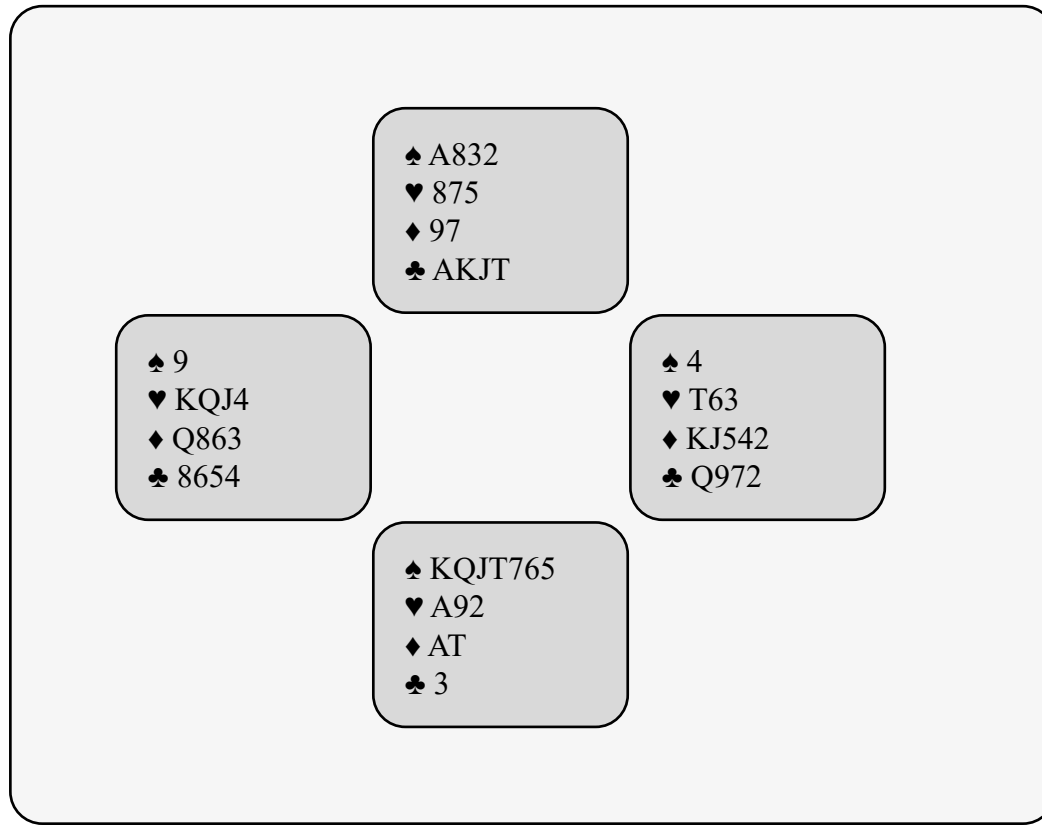 ♠ A832
♥ 875
♦ 97
♣ AKJT
♠ 9
♥ KQJ4
♦ Q863
♣ 8654
♠ 4
♥ T63
♦ KJ542
♣ Q972
♠ KQJT765
♥ A92
♦ AT
♣ 3